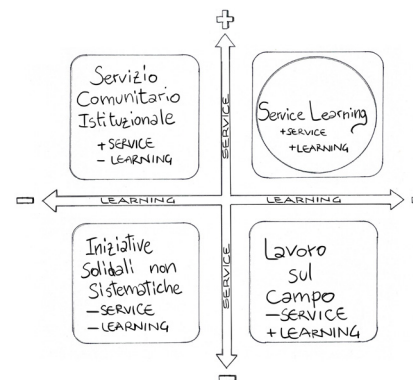 +
Servizio
Comunitario
Istituzionale
+ SERVICE
− LEARNING
SERVICE
Service Learning
+SERVICE
+LEARNING
−
LEARNING
LEARNING
Iniziative
Solidali non
Sistematiche
−SERVICE
−LEARNING
SERVICE
Lavoro
sul
Campo
−SERVICE
+ LEARNING
−